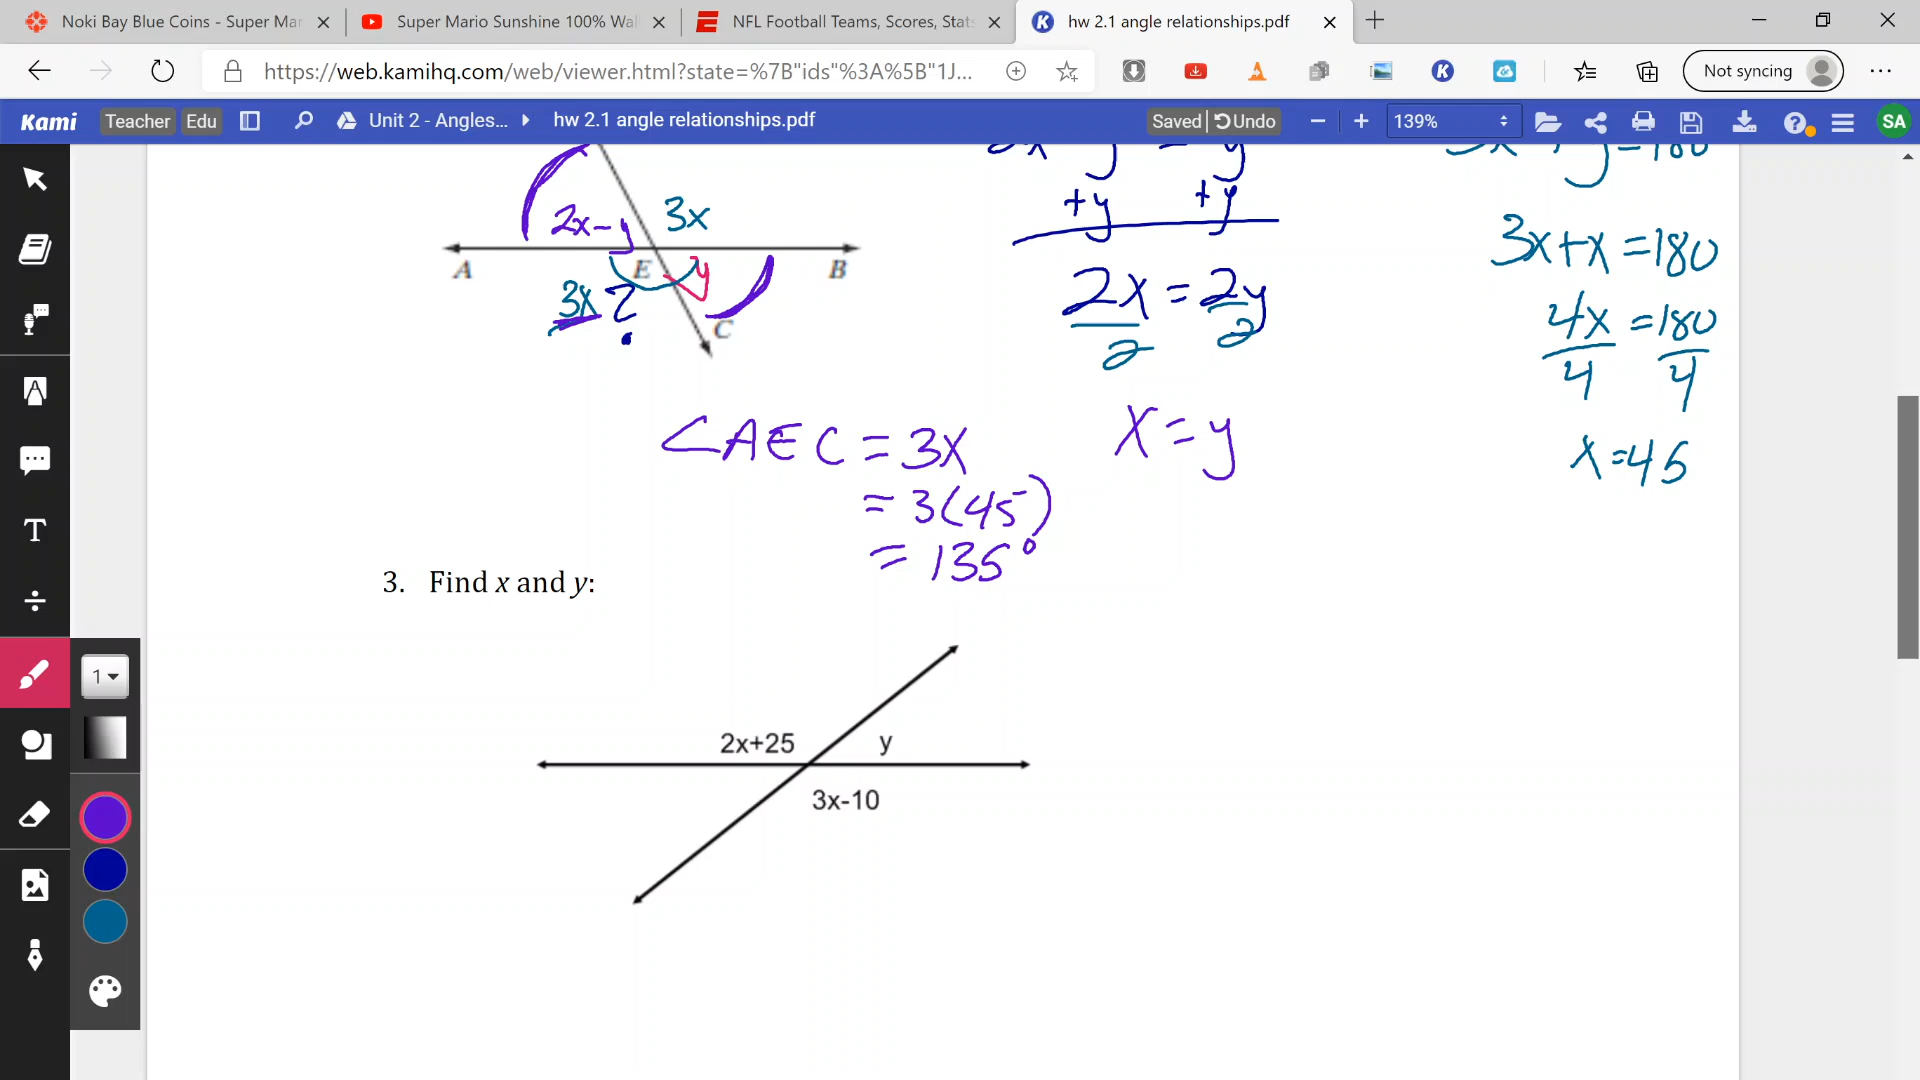 Noki Bay Blue Coins - Super Mar
Super Mario Sunshine 100% Wal
NFL Football Teams, Scores, Stats
hw 2.1 angle relationships.pdf
https://web.kamihq.com/web/viewer.html?state=%7B"ids"%3A%5B"1J...
Not syncing
Kami Teacher Edu
Unit 2 - Angles...
hw 2.1 angle relationships.pdf
Saved | Undo
139%
SA
+y +y
3x + y = 180
2x-y 3x
3x+x = 180
A E y B
3x ?
C
2x = 2y
2 2
4x = 180
4 4
<AEC = 3x
x = y
x = 45
= 3(45)
= 135°
3. Find x and y:
2x+25 y
3x-10
T
1